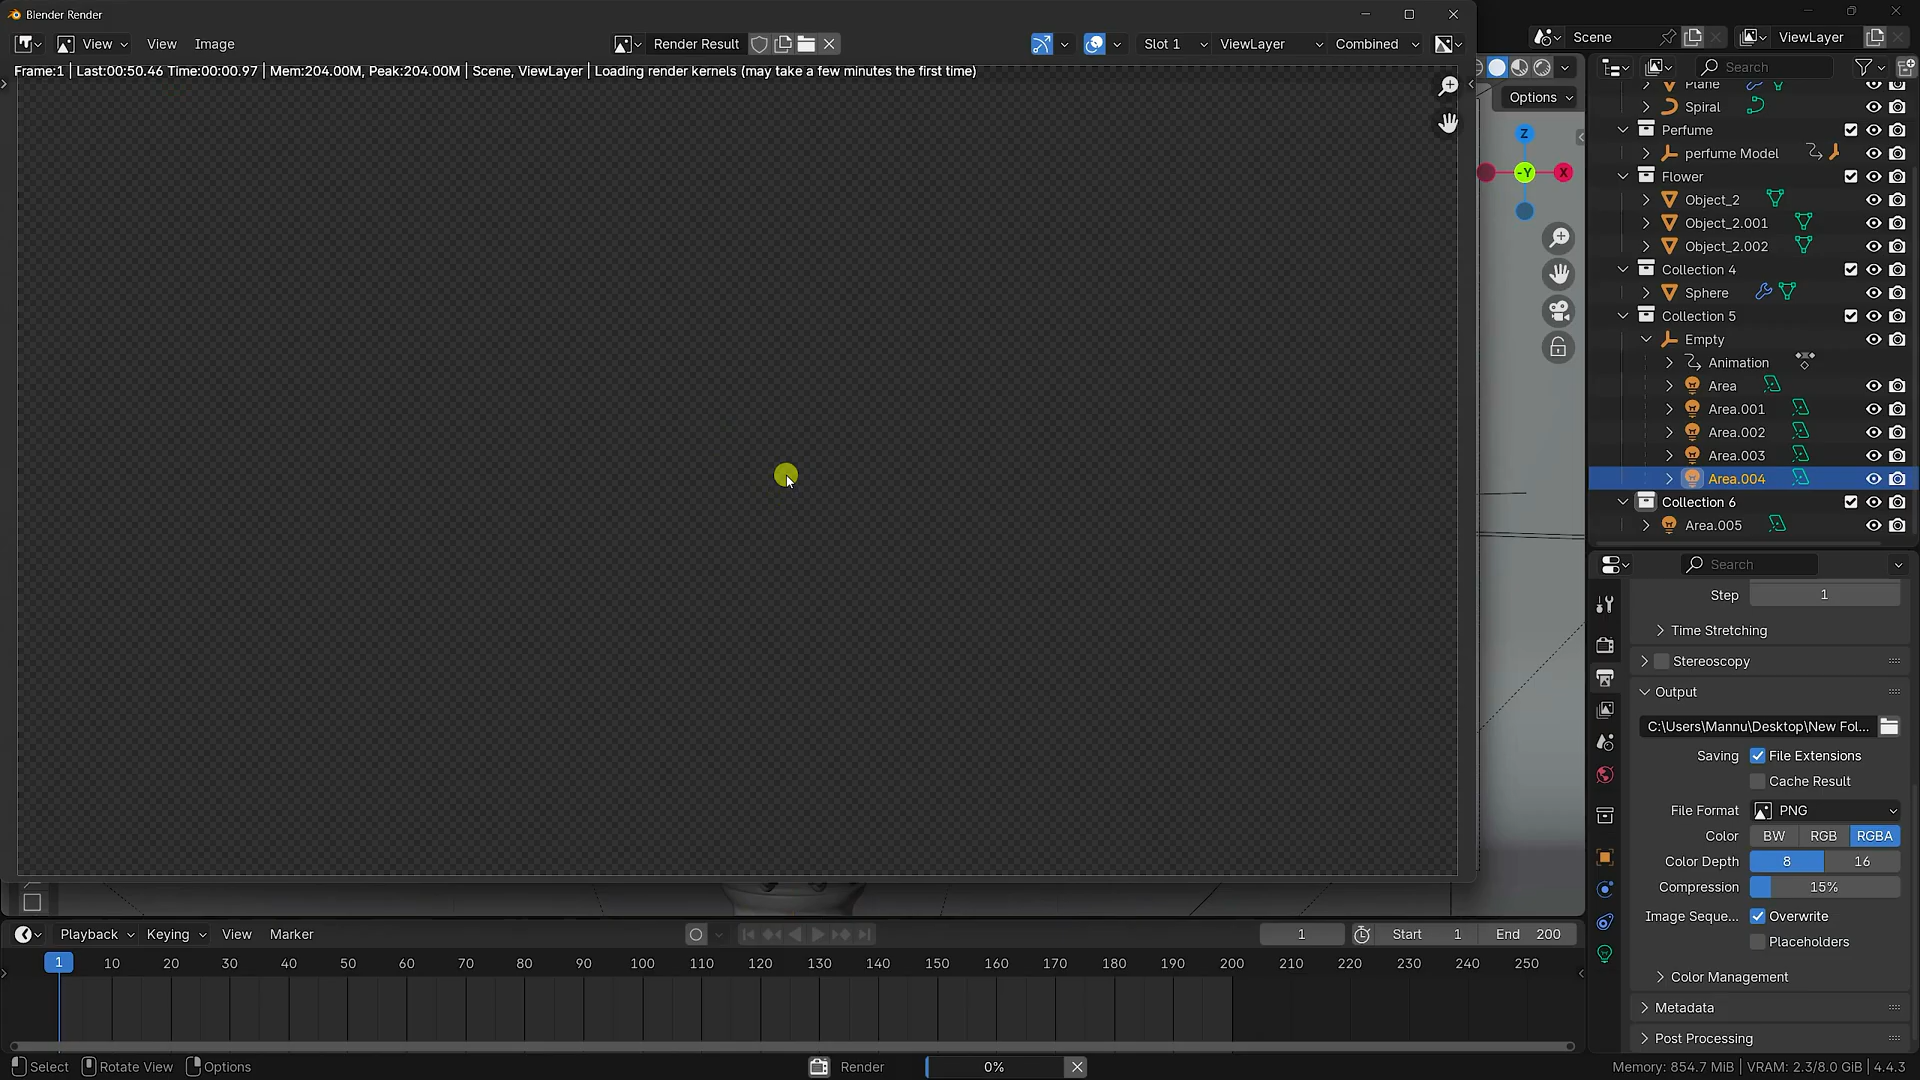 Blender Render
View
View
Image
Render Result
Slot 1
ViewLayer
Combined
Frame:1 | Last:00:50.46 Time:00:00.97 | Mem:204.00M, Peak:204.00M | Scene, ViewLayer | Loading render kernels (may take a few minutes the first time)
Scene
ViewLayer
Search
Options
Z
-Y
X
Plane
Spiral
Perfume
perfume Model
Flower
Object_2
Object_2.001
Object_2.002
Collection 4
Sphere
Collection 5
Empty
Animation
Area
Area.001
Area.002
Area.003
Area.004
Collection 6
Area.005
Search
Step 1
Time Stretching
Stereoscopy
Output
C:\Users\Mannu\Desktop\New Fol...
Saving File Extensions
Cache Result
File Format PNG
Color BW RGB RGBA
Color Depth 8 16
Compression 15%
Image Seque... Overwrite
Placeholders
Color Management
Metadata
Post Processing
Playback Keying View Marker
1 Start 1 End 200
1 10 20 30 40 50 60 70 80 90 100 110 120 130 140 150 160 170 180 190 200 210 220 230 240 250
Select Rotate View Options
Render 0%
Memory: 854.7 MiB | VRAM: 2.3/8.0 GiB | 4.4.3